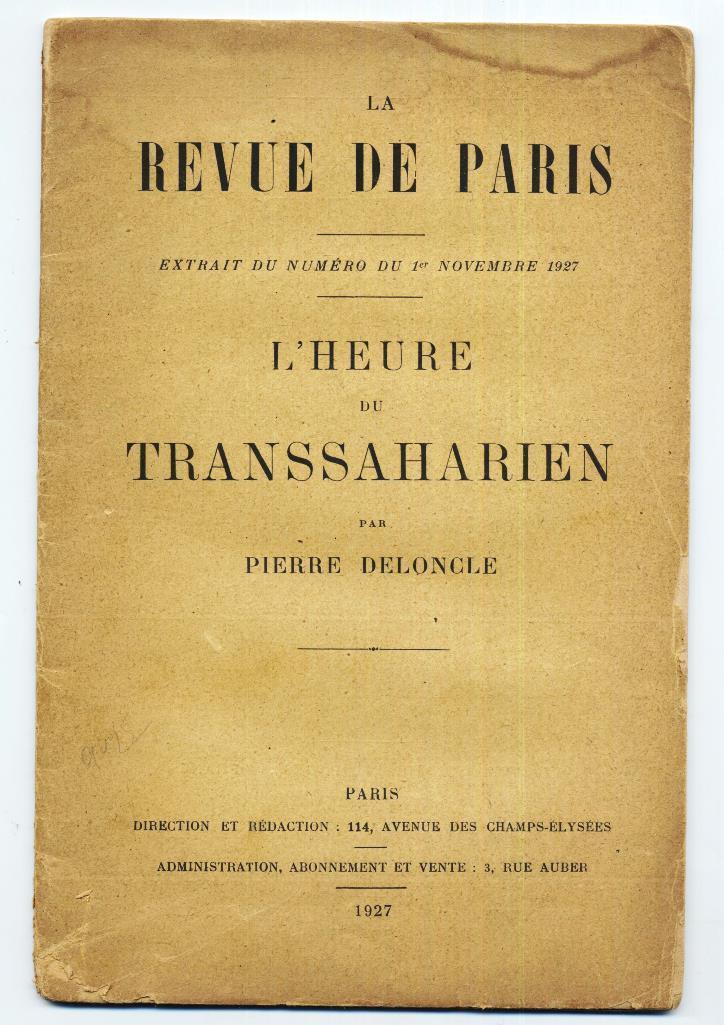 LA
REVUE DE PARIS
EXTRAIT DU NUMÉRO DU 1er NOVEMBRE 1927
L'HEURE
DU
TRANSSAHARIEN
PAR
PIERRE DELONCLE
PARIS
DIRECTION ET RÉDACTION : 114, AVENUE DES CHAMPS-ÉLYSÉES
ADMINISTRATION, ABONNEMENT ET VENTE : 3, RUE AUBER
1927